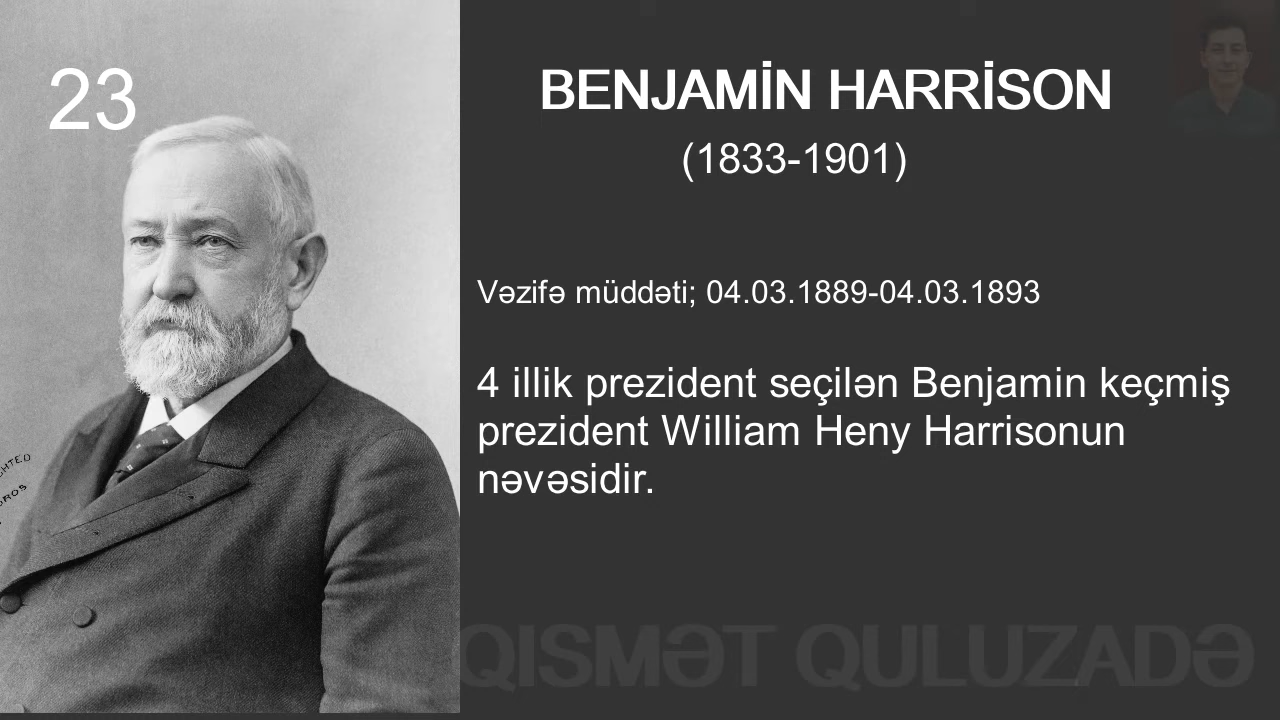 23
BENJAMİN HARRİSON
(1833-1901)
Vəzifə müddəti; 04.03.1889-04.03.1893
4 illik prezident seçilən Benjamin keçmiş
prezident William Heny Harrisonun
nəvəsidir.
QISMƏT QULUZADƏ